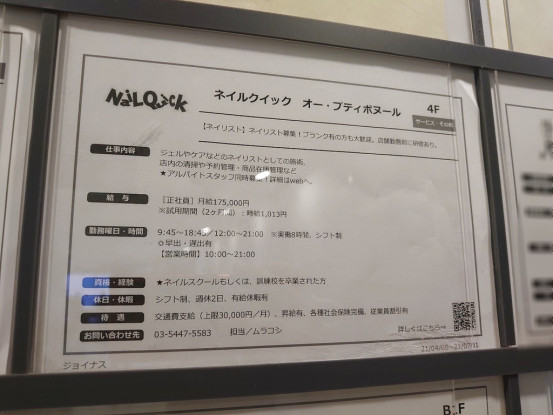 NaiLQuick
ネイルクイック オー・プティボヌール
4F
サービス・その他
【ネイリスト】ネイリスト募集！ブランク有の方も大歓迎。店舗勤務前に研修あり。
仕事内容
ジェルやケアなどのネイリストとしての施術、
店内の清掃や予約管理・商品在庫管理など
★アルバイトスタッフ同時募集！詳細はwebへ。
給 与
［正社員］月給175,000円
※試用期間（2ヶ月間）：時給1,013円
勤務曜日・時間
9:45～18:45／12:00～21:00 ※実働8時間、シフト制
✿早出・遅出有
【営業時間】10:00～21:00
資格・経験
★ネイルスクールもしくは、訓練校を卒業された方
休日・休暇
シフト制、週休2日、有給休暇有
待 遇
交通費支給（上限30,000円／月）、昇給有、各種社会保険完備、従業員割引有
お問い合わせ先
03-5447-5583 担当／ムラコシ
詳しくはこちら→
ジョイナス